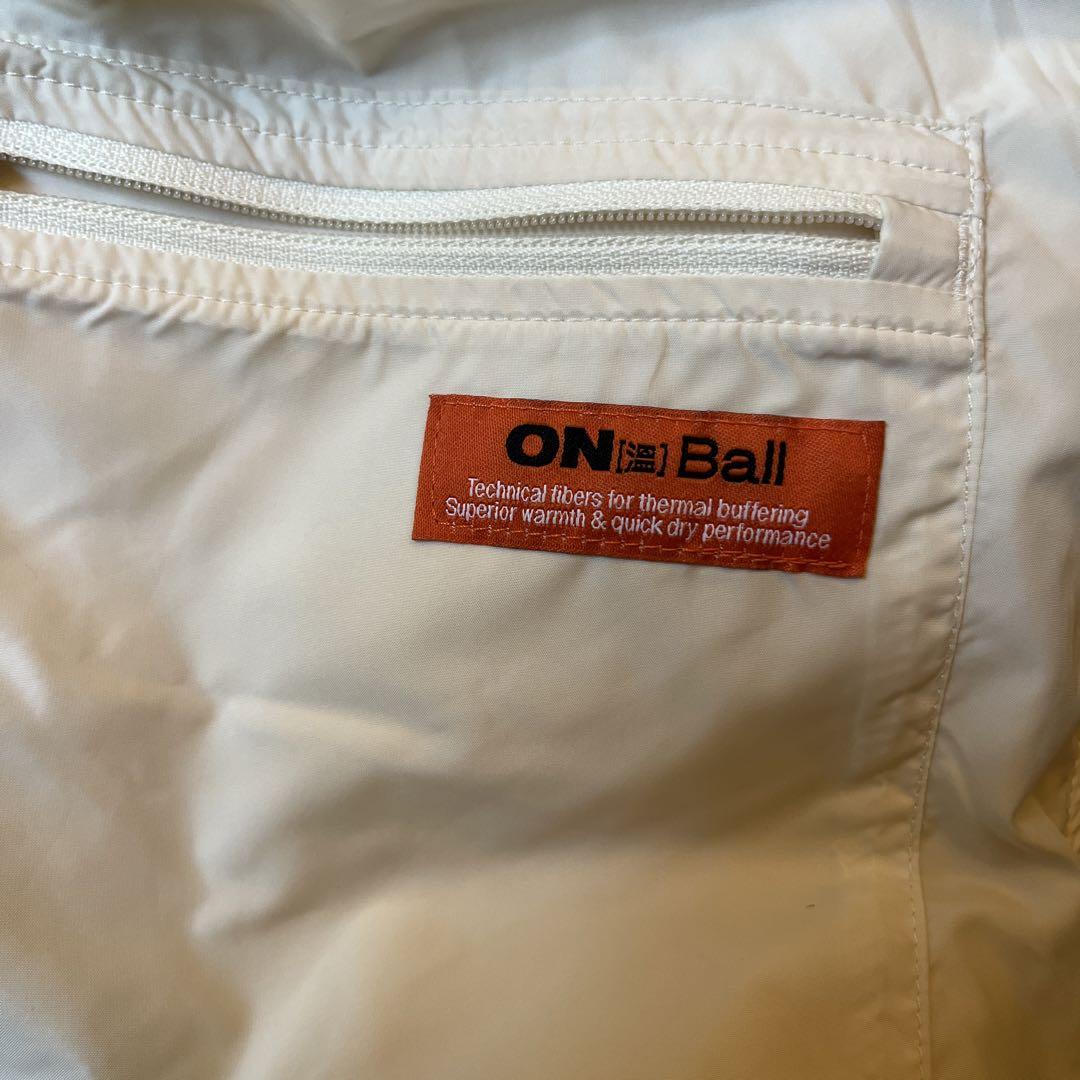 ON[温]Ball
Technical fibers for thermal buffering
Superior warmth & quick dry performance